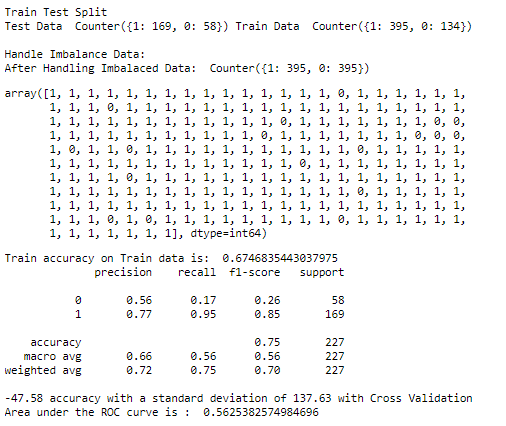 Train Test Split
Test Data Counter({1: 169, 0: 58}) Train Data Counter({1: 395, 0: 134})
Handle Imbalance Data:
After Handling Imbalaced Data: Counter({1: 395, 0: 395})
array([1, 1, 1, 1, 1, 1, 1, 1, 1, 1, 1, 1, 1, 1, 1, 0, 1, 1, 1, 1, 1, 1,
1, 1, 1, 0, 1, 1, 1, 1, 1, 1, 1, 1, 1, 1, 1, 1, 1, 1, 1, 1, 1, 1,
1, 1, 1, 1, 1, 1, 1, 1, 1, 1, 1, 1, 0, 1, 1, 1, 1, 1, 1, 1, 0, 0,
1, 1, 1, 1, 1, 1, 1, 1, 1, 1, 1, 0, 1, 1, 1, 1, 1, 1, 1, 0, 0, 0,
1, 0, 1, 1, 0, 1, 1, 1, 1, 1, 1, 1, 1, 1, 1, 1, 0, 1, 1, 1, 1, 1,
1, 1, 1, 1, 1, 1, 1, 1, 1, 1, 1, 1, 1, 0, 1, 1, 1, 1, 1, 1, 1, 1,
1, 1, 1, 1, 0, 1, 1, 1, 1, 1, 1, 1, 1, 1, 1, 1, 1, 1, 1, 1, 1, 1,
1, 1, 1, 1, 1, 1, 1, 1, 1, 1, 1, 1, 1, 1, 1, 1, 0, 1, 1, 1, 1, 1,
1, 1, 1, 1, 1, 1, 1, 1, 1, 1, 1, 1, 1, 1, 1, 1, 1, 1, 1, 1, 1, 1,
1, 1, 1, 0, 1, 0, 1, 1, 1, 1, 1, 1, 1, 1, 1, 0, 1, 1, 1, 1, 1, 1,
1, 1, 1, 1, 1, 1, 1], dtype=int64)
Train accuracy on Train data is: 0.6746835443037975
precision recall f1-score support
0 0.56 0.17 0.26 58
1 0.77 0.95 0.85 169
accuracy 0.75 227
macro avg 0.66 0.56 0.56 227
weighted avg 0.72 0.75 0.70 227
-47.58 accuracy with a standard deviation of 137.63 with Cross Validation
Area under the ROC curve is : 0.5625382574984696